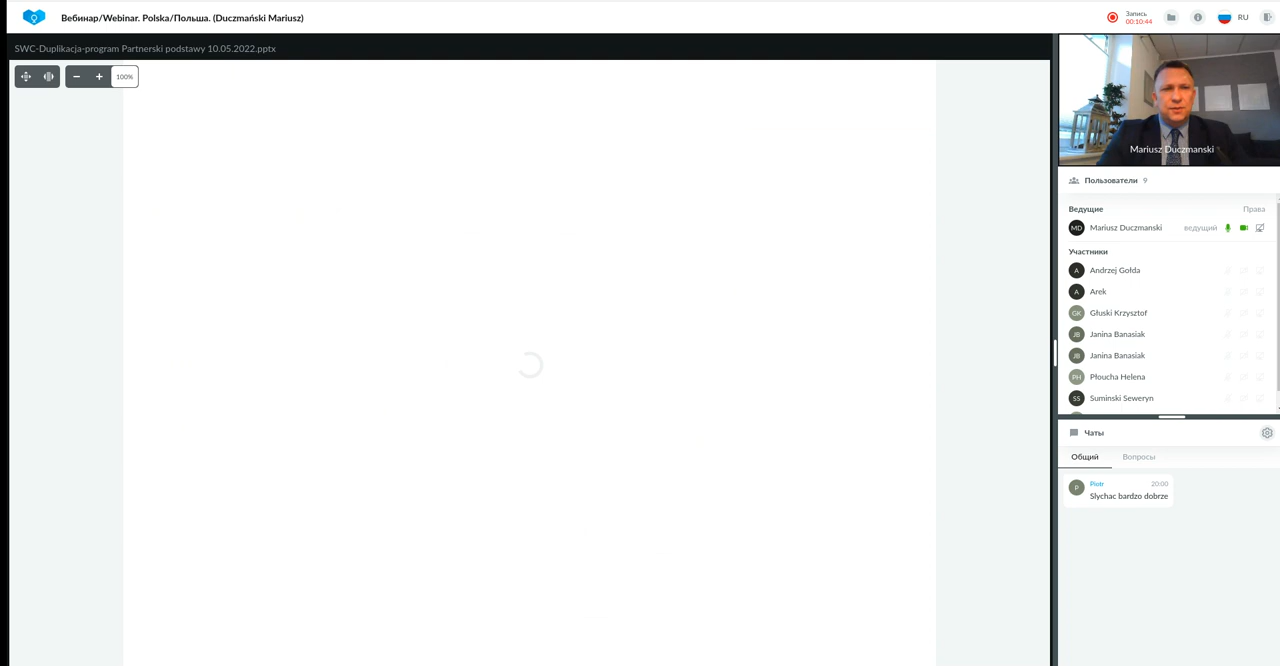 Вебинар/Webinar. Polska/Польша. (Duczmański Mariusz)
Запись
00:10:44
RU
SWC-Duplikacja-program Partnerski podstawy 10.05.2022.pptx
100%
Mariusz Duczmanski
Пользователи 9
Ведущие Права
MD Mariusz Duczmanski ведущий
Участники
A Andrzej Gołda
A Arek
GK Głuski Krzysztof
JB Janina Banasiak
JB Janina Banasiak
PH Płoucha Helena
SS Suminski Seweryn
Чаты
Общий Вопросы
P Piotr 20:00
Slychac bardzo dobrze